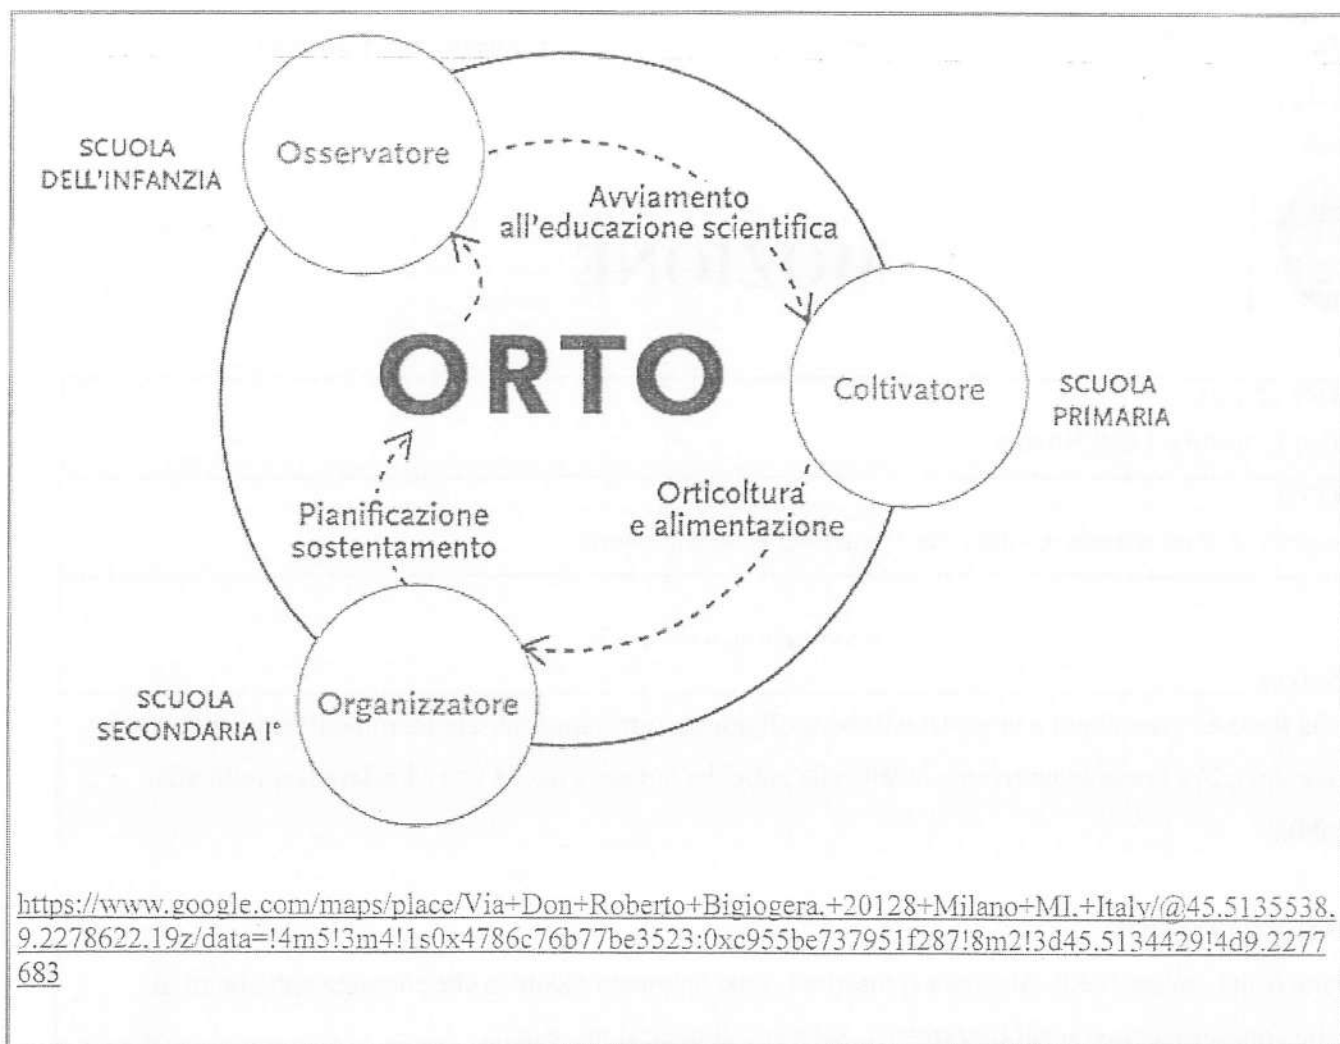 SCUOLA
DELL'INFANZIA
Osservatore
Avviamento
all'educazione scientifica
ORTO
Coltivatore
SCUOLA
PRIMARIA
Orticoltura
e alimentazione
Pianificazione
sostentamento
SCUOLA
SECONDARIA I°
Organizzatore
https://www.google.com/maps/place/Via+Don+Roberto+Bigiogera.+20128+Milano+MI.+Italy/@45.5135538.
9.2278622.19z/data=!4m5!3m4!1s0x4786c76b77be3523:0xc955be737951f287!8m2!3d45.5134429!4d9.2277
683